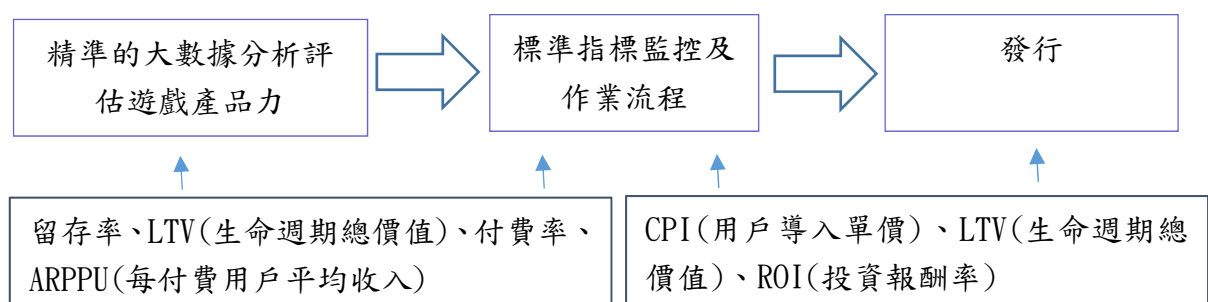 精準的大數據分析評
估遊戲產品力
標準指標監控及
作業流程
發行
留存率、LTV(生命週期總價值)、付費率、
ARPPU(每付費用戶平均收入)
CPI(用戶導入單價)、LTV(生命週期總
價值)、ROI(投資報酬率)